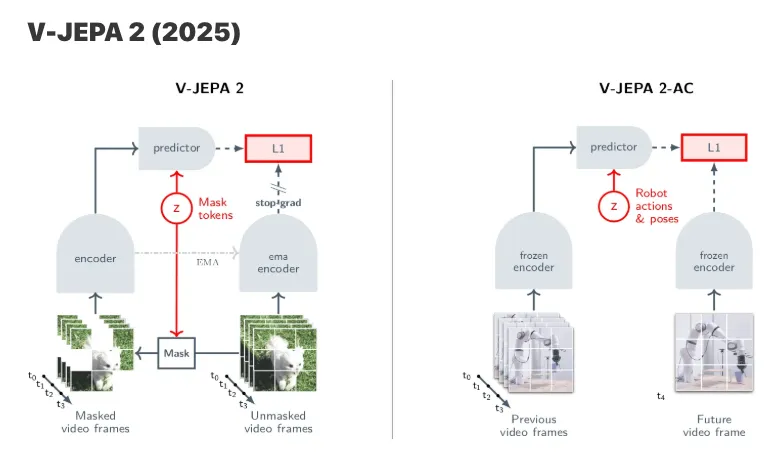 V-JEPA 2 (2025)
V-JEPA 2
predictor
L1
z
Mask
tokens
stop-grad
encoder
EMA
ema
encoder
Mask
t0
t1
t2
t3
Masked
video frames
t0
t1
t2
t3
Unmasked
video frames
V-JEPA 2-AC
predictor
L1
z
Robot
actions
& poses
frozen
encoder
frozen
encoder
t0
t1
t2
t3
Previous
video frames
t4
Future
video frame